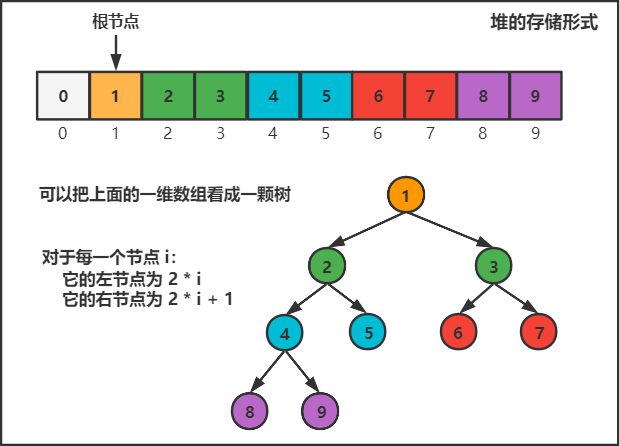 堆的存储形式
根节点
0 1 2 3 4 5 6 7 8 9
0 1 2 3 4 5 6 7 8 9
可以把上面的一维数组看成一颗树
对于每一个节点 i：
它的左节点为 2 * i
它的右节点为 2 * i + 1
1
2 3
4 5 6 7
8 9